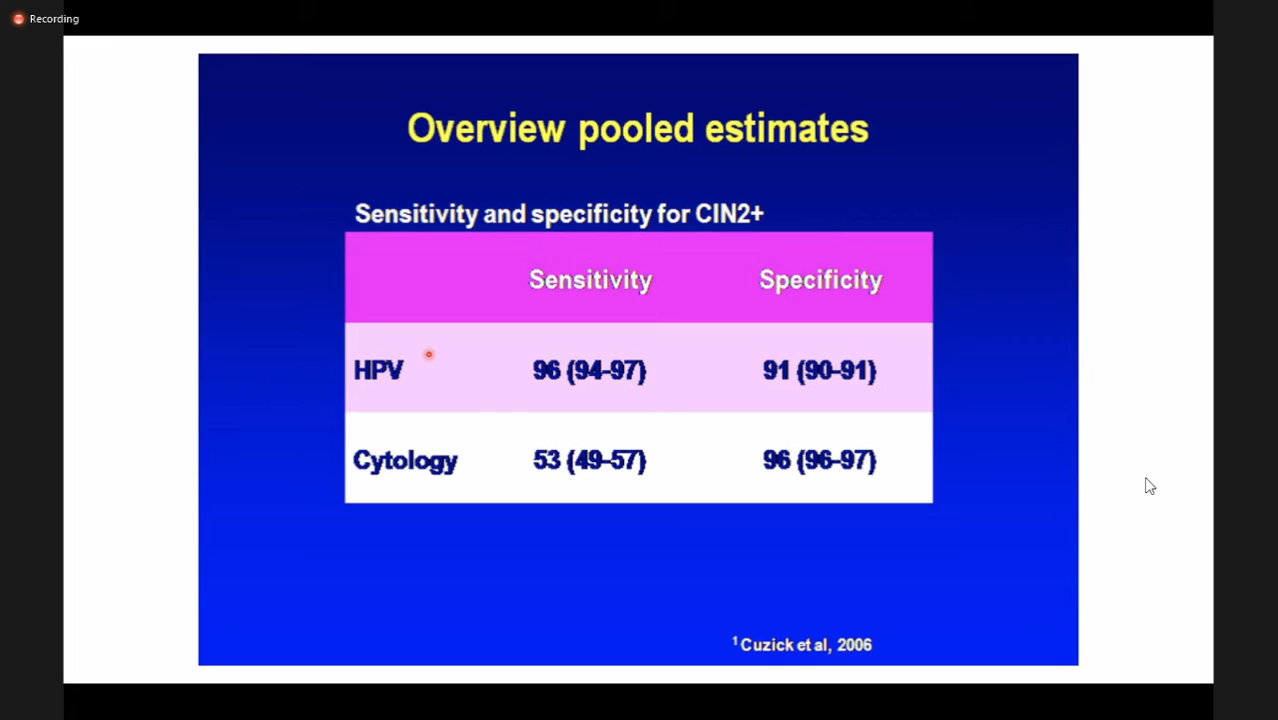 Recording
Overview pooled estimates
Sensitivity and specificity for CIN2+
Sensitivity Specificity
HPV 96 (94-97) 91 (90-91)
Cytology 53 (49-57) 96 (96-97)
1 Cuzick et al, 2006